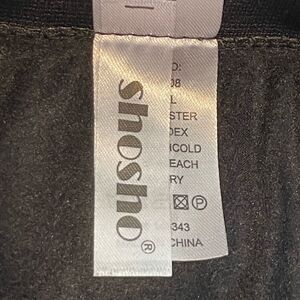 shosho®
O:
08
L
STER
DEX
COLD
EACH
RY
Ⓟ
343
CHINA